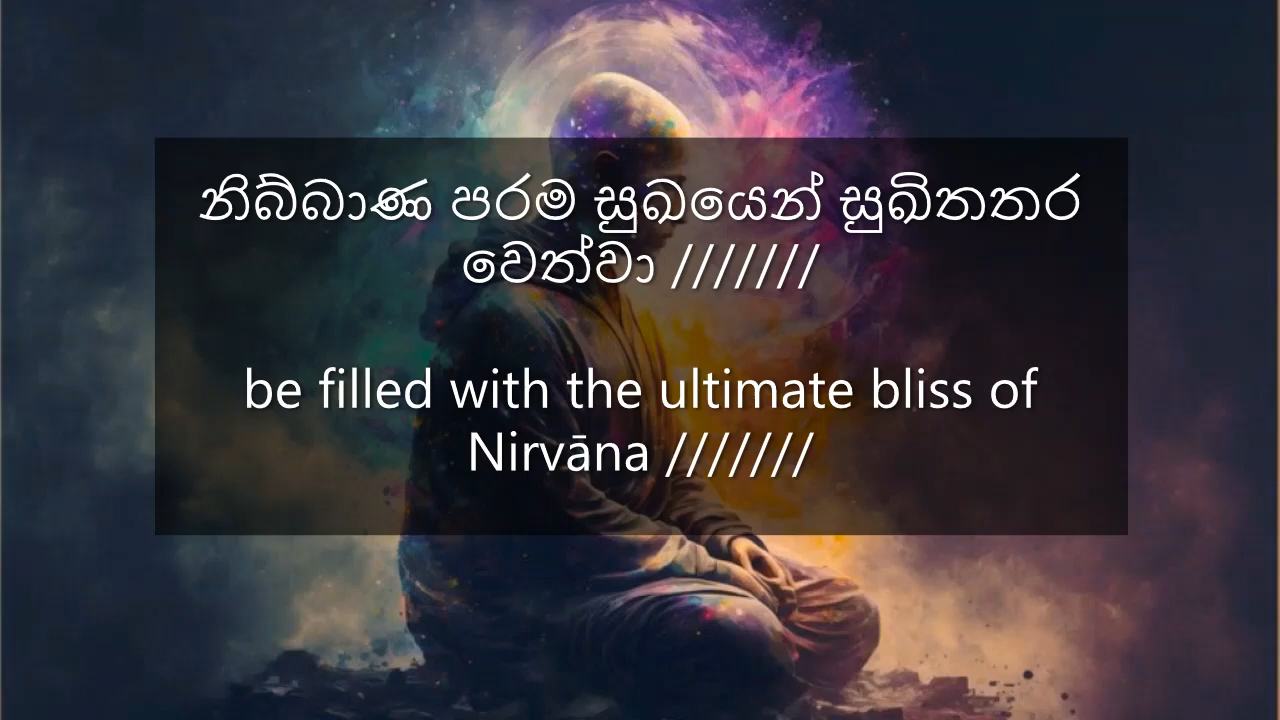 නිබ්බාණ පරම සුඛයෙන් සුඛිතතර
වෙත්වා ///////
be filled with the ultimate bliss of
Nirvāna ///////